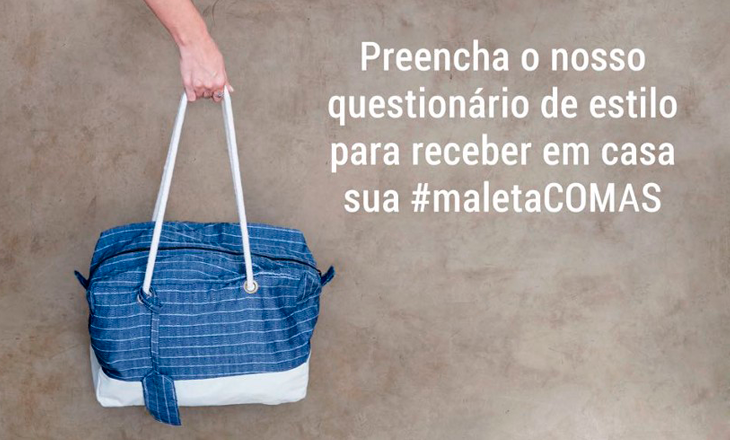 Preencha o nosso
questionário de estilo
para receber em casa
sua #maletaCOMAS